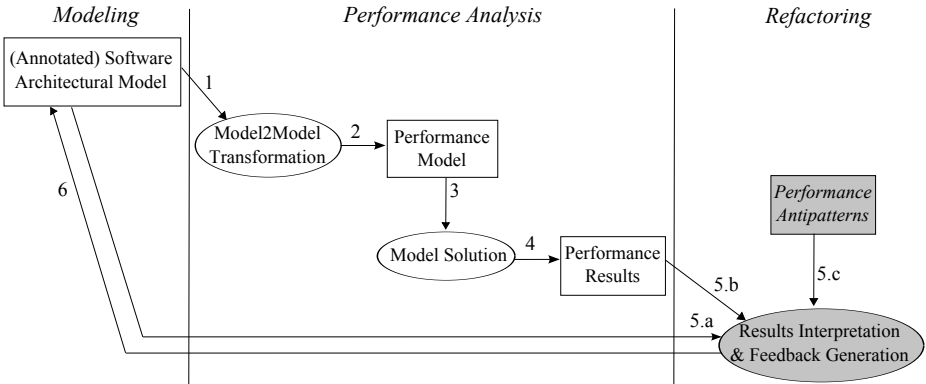 Modeling
Performance Analysis
Refactoring
(Annotated) Software
Architectural Model
1
Model2Model
Transformation
2
Performance
Model
3
6
Performance
Antipatterns
Model Solution
4
Performance
Results
5.b
5.c
5.a
Results Interpretation
& Feedback Generation